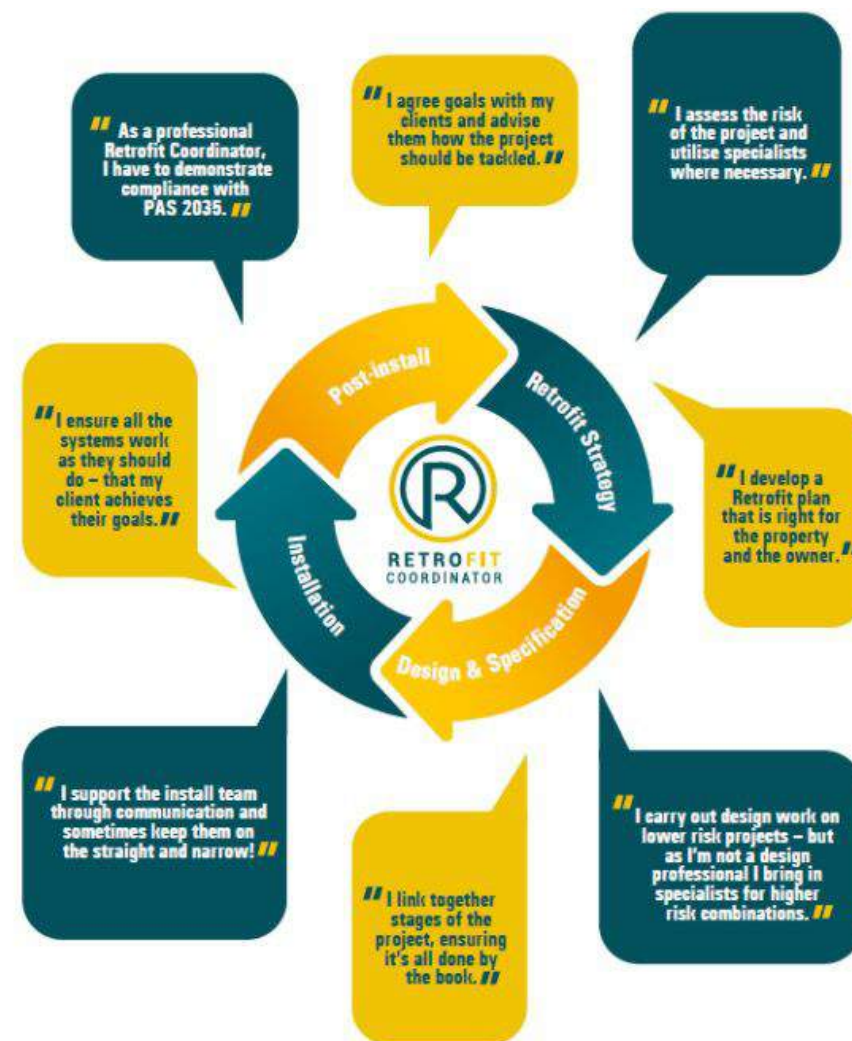 " I agree goals with my
clients and advise
them how the project
should be tackled. "
" I assess the risk
of the project and
utilise specialists
where necessary. "
" As a professional
Retrofit Coordinator,
I have to demonstrate
compliance with
PAS 2035. "
Post-install
Retrofit Strategy
Design & Specification
Installation
R
RETROFIT
COORDINATOR
" I ensure all the
systems work
as they should
do – that my
client achieves
their goals. "
" I develop a
Retrofit plan
that is right for
the property
and the owner. "
" I support the install team
through communication and
sometimes keep them on
the straight and narrow! "
" I link together
stages of the
project, ensuring
it's all done by
the book. "
" I carry out design work on
lower risk projects – but
as I'm not a design
professional I bring in
specialists for higher
risk combinations. "